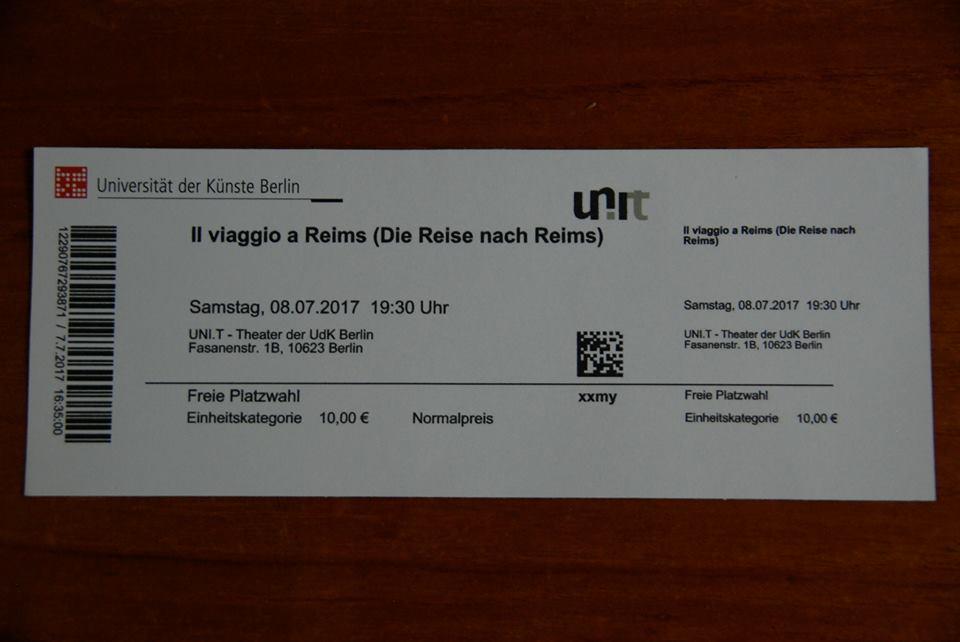 Universität der Künste Berlin
un.it
Il viaggio a Reims (Die Reise nach Reims)
Samstag, 08.07.2017 19:30 Uhr
UNI.T - Theater der UdK Berlin
Fasanenstr. 1B, 10623 Berlin
Freie Platzwahl
Einheitskategorie 10,00 € Normalpreis
xxmy
Il viaggio a Reims (Die Reise nach
Reims)
Samstag, 08.07.2017 19:30 Uhr
UNI.T - Theater der UdK Berlin
Fasanenstr. 1B, 10623 Berlin
Freie Platzwahl
Einheitskategorie 10,00 €
12290767293871 / 7.7.2017 16:35:00